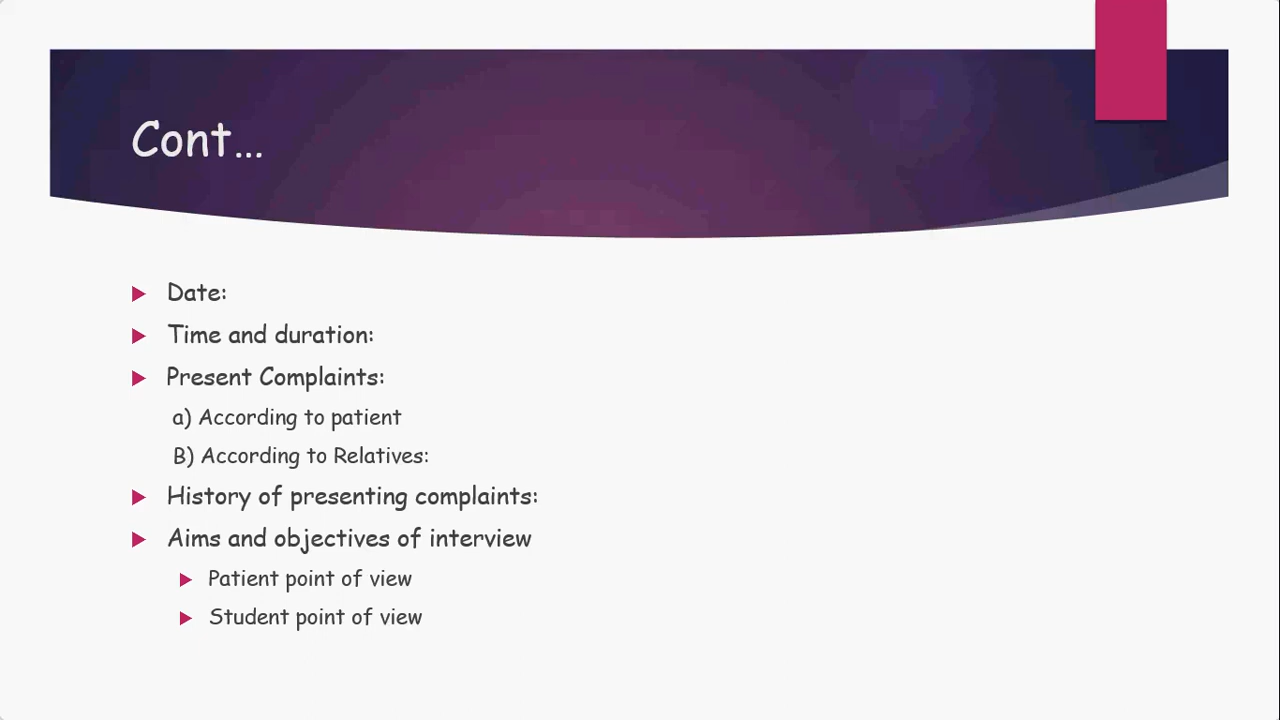 Cont...
Date:
Time and duration:
Present Complaints:
a) According to patient
B) According to Relatives:
History of presenting complaints:
Aims and objectives of interview
Patient point of view
Student point of view